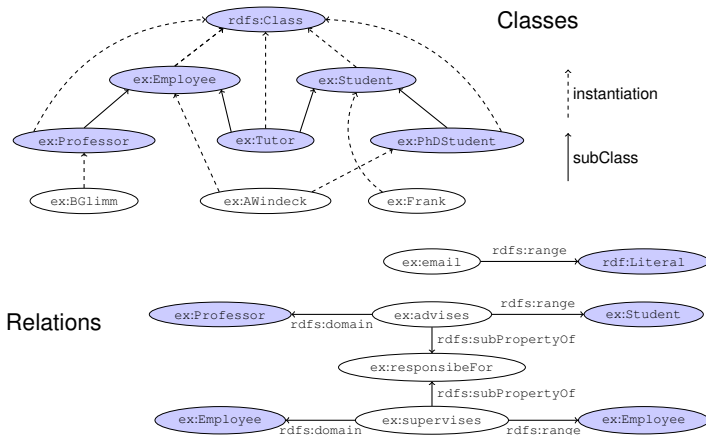 Classes
rdfs:Class
ex:Employee
ex:Student
instantiation
ex:Professor
ex:Tutor
ex:PhDStudent
subClass
ex:BGlimm
ex:AWindeck
ex:Frank
rdfs:range
ex:email
rdf:Literal
Relations
rdfs:range
ex:Professor
ex:advises
ex:Student
rdfs:domain
rdfs:subPropertyOf
ex:responsibeFor
rdfs:subPropertyOf
ex:Employee
ex:supervises
ex:Employee
rdfs:domain
rdfs:range